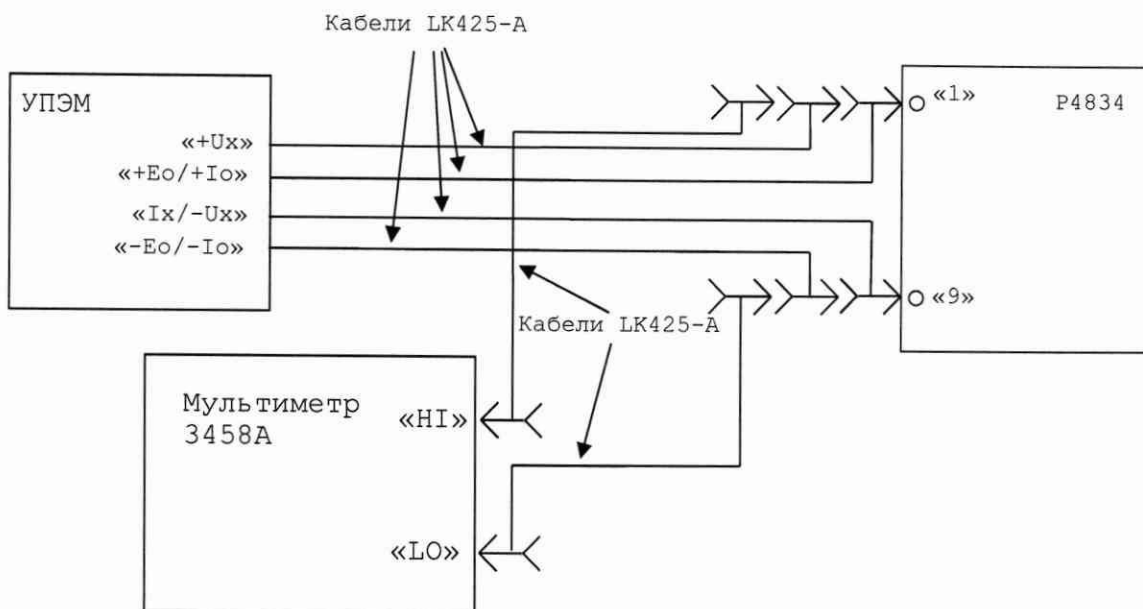 Кабели LK425-A
УПЭМ
«+Ux»
«+Eo/+Io»
«Ix/-Ux»
«-Eo/-Io»
«1»
P4834
«9»
Кабели LK425-A
Мультиметр
3458A
«HI»
«LO»